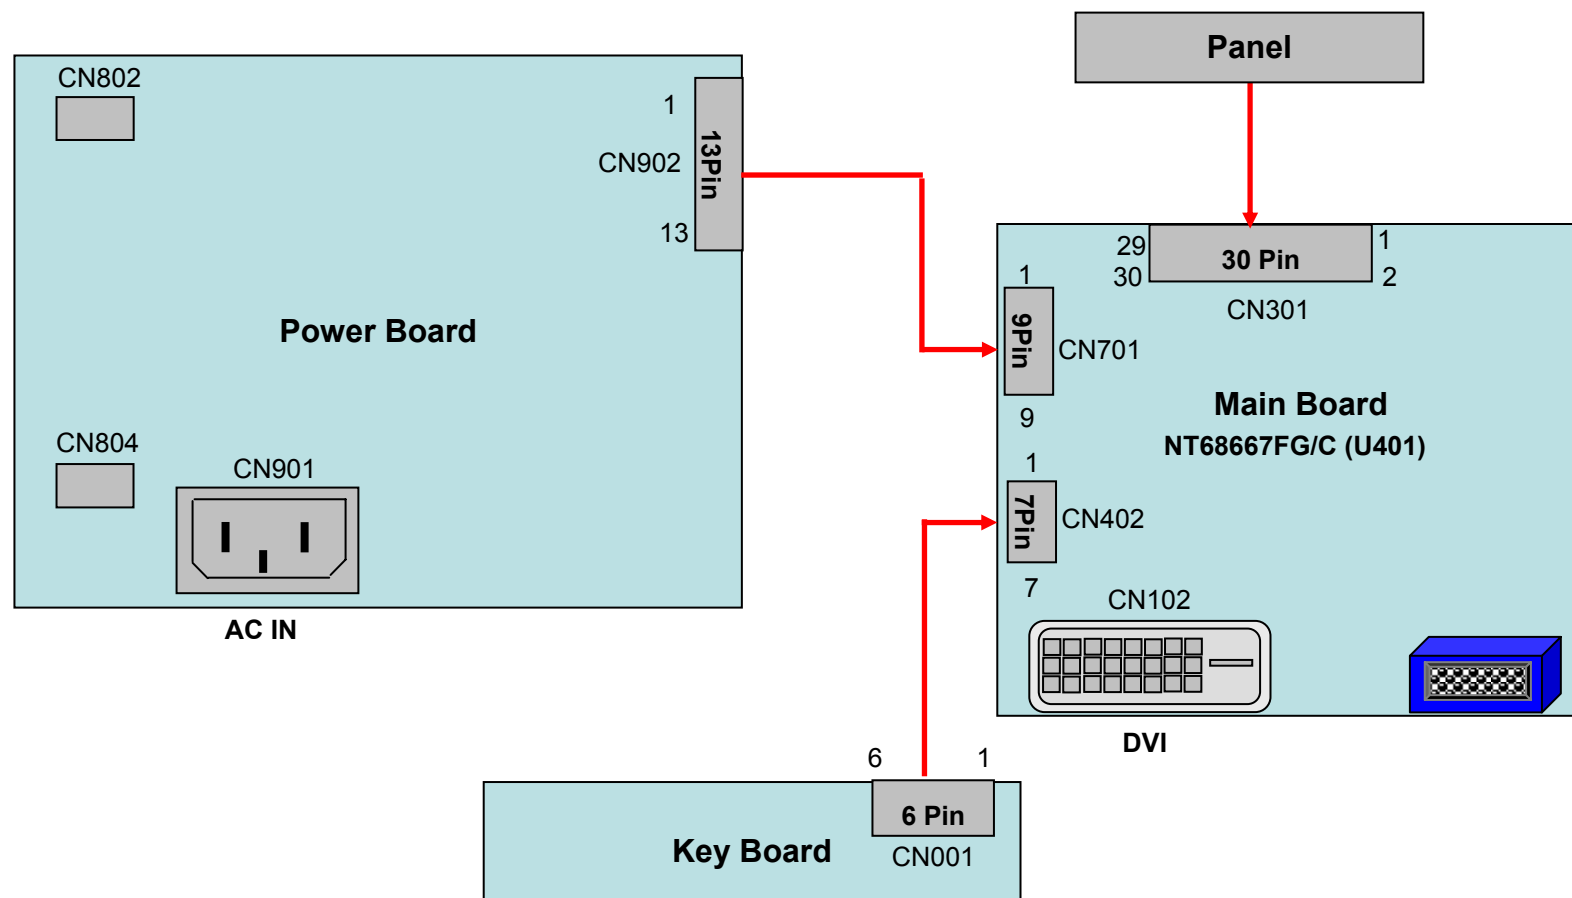 Panel
CN802
1
CN902
13Pin
13
Power Board
CN804
CN901
AC IN
29
30
30 Pin
1
2
CN301
1
9Pin
CN701
9
Main Board
NT68667FG/C (U401)
1
7Pin
CN402
7
CN102
DVI
6
1
6 Pin
CN001
Key Board